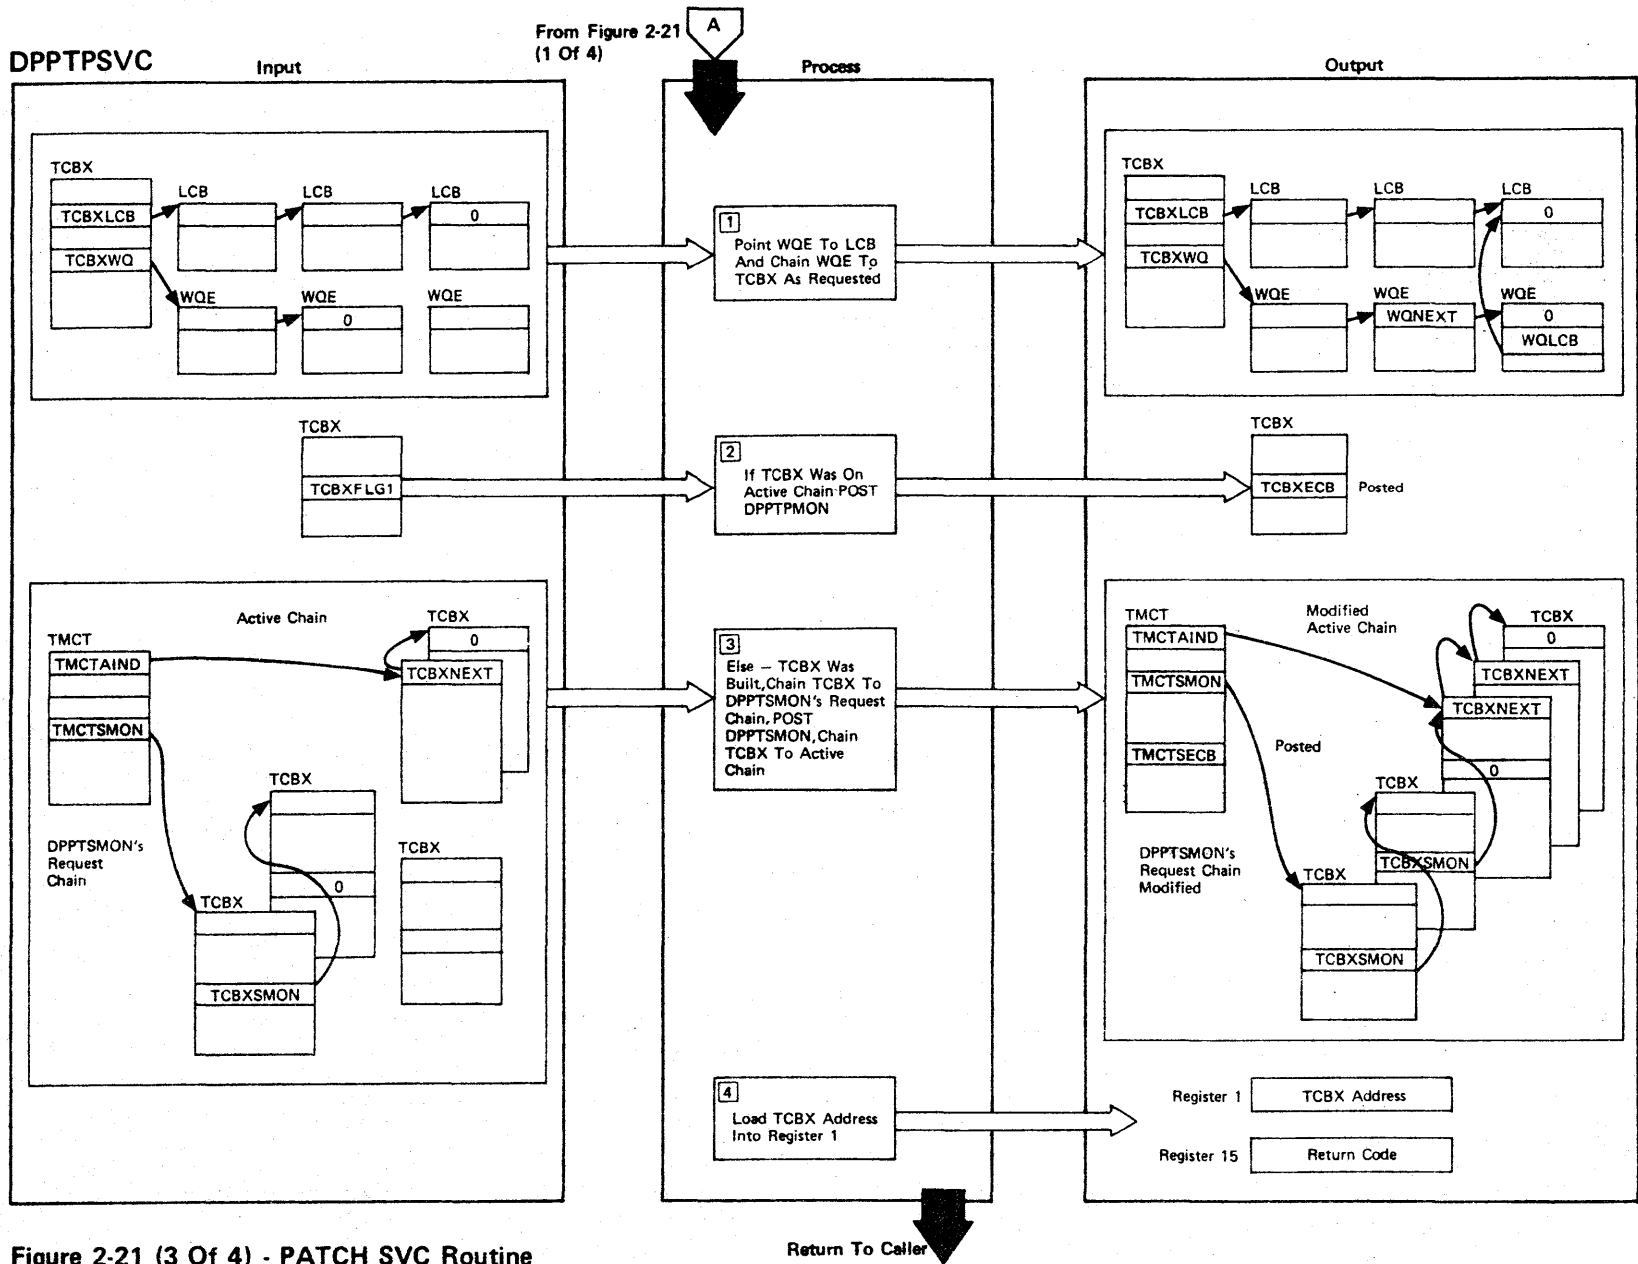 From Figure 2-21
(1 Of 4)
A
DPPTPSVC
Input
Process
Output
TCBX
TCBXLCB
TCBXWQ
LCB
LCB
LCB
0
WQE
WQE
WQE
0
1
Point WQE To LCB
And Chain WQE To
TCBX As Requested
TCBX
TCBXLCB
TCBXWQ
LCB
LCB
LCB
0
WQE
WQE
WQE
WQNEXT
0
WQLCB
TCBX
TCBXFLG1
2
If TCBX Was On
Active Chain POST
DPPTPMON
TCBX
TCBXECB
Posted
Active Chain
TCBX
0
TCBXNEXT
TMCT
TMCTAIND
TMCTSMON
DPPTSMON's
Request
Chain
TCBX
0
TCBX
TCBXSMON
TCBX
3
Else – TCBX Was
Built,Chain TCBX To
DPPTSMON's Request
Chain, POST
DPPTSMON,Chain
TCBX To Active
Chain
TMCT
TMCTAIND
TMCTSMON
TMCTSECB
Modified
Active Chain
TCBX
0
TCBXNEXT
TCBXNEXT
0
Posted
TCBX
TCBXSMON
DPPTSMON's
Request Chain
Modified
TCBX
TCBXSMON
4
Load TCBX Address
Into Register 1
Register 1
TCBX Address
Register 15
Return Code
Return To Caller
Figure 2-21 (3 Of 4) - PATCH SVC Routine